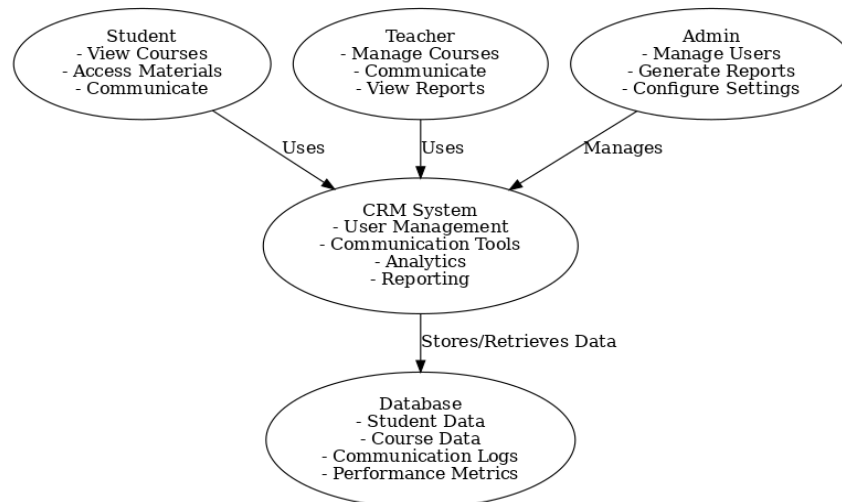 Student
- View Courses
- Access Materials
- Communicate
Teacher
- Manage Courses
- Communicate
- View Reports
Admin
- Manage Users
- Generate Reports
- Configure Settings
Uses
Uses
Manages
CRM System
- User Management
- Communication Tools
- Analytics
- Reporting
Stores/Retrieves Data
Database
- Student Data
- Course Data
- Communication Logs
- Performance Metrics